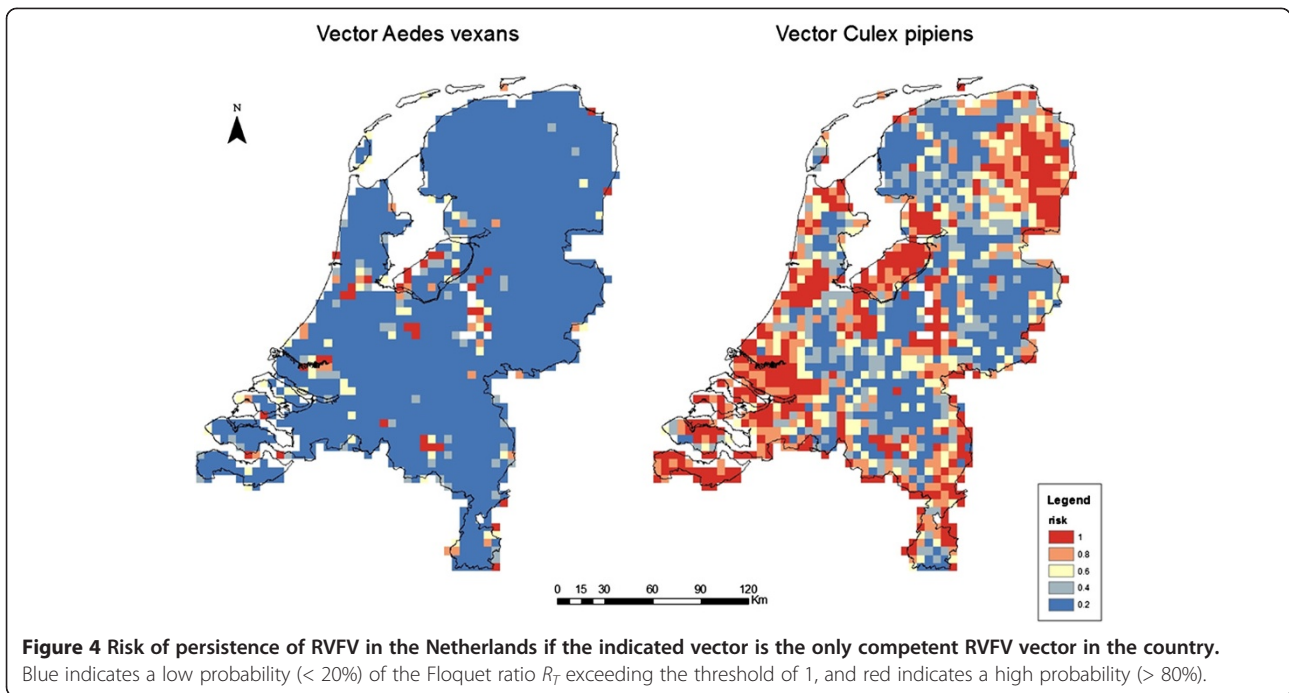 Vector Aedes vexans
Vector Culex pipiens
N
Legend
risk
1
0.8
0.6
0.4
0.2
0 15 30 60 90 120
Km
Figure 4 Risk of persistence of RVFV in the Netherlands if the indicated vector is the only competent RVFV vector in the country.
Blue indicates a low probability (< 20%) of the Floquet ratio R_T exceeding the threshold of 1, and red indicates a high probability (> 80%).